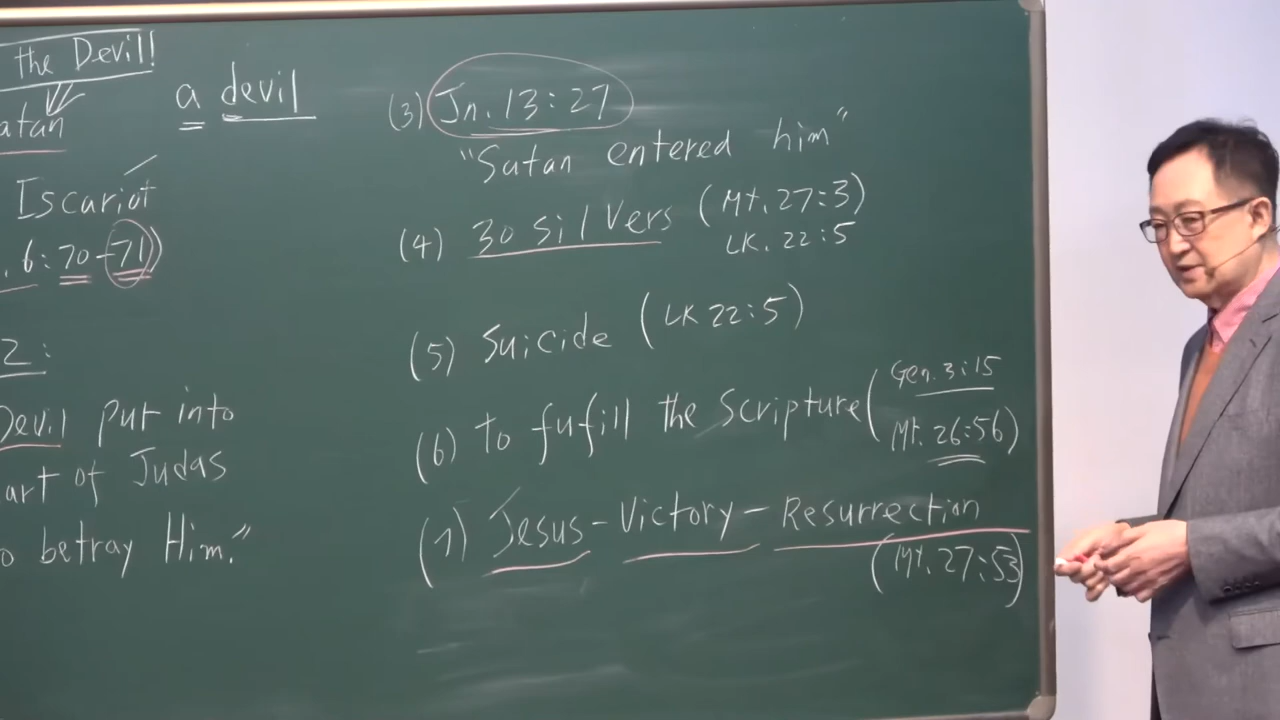 the Devil!
atan
a devil
Iscariot
. 6:70-71)
2:
Devil put into
art of Judas
o betray Him."
(3) Jn. 13:27
"Satan entered him"
(4) 30 Silvers (Mt. 27:3)
LK. 22:5
(5) Suicide (LK 22:5)
(6) to fufill the Scripture (Gen. 3:15
Mt. 26:56)
(7) Jesus - Victory - Resurrection
(Mt. 27:53)